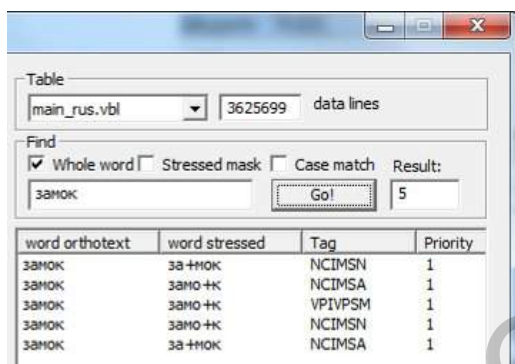 Table
main_rus.vbl 3625699 data lines
Find
Whole word Stressed mask Case match Result:
замок Go! 5
word orthotext word stressed Tag Priority
замок за+мок NCIMSN 1
замок замо+к NCIMSA 1
замок замо+к VPIVPSM 1
замок замо+к NCIMSN 1
замок за+мок NCIMSA 1